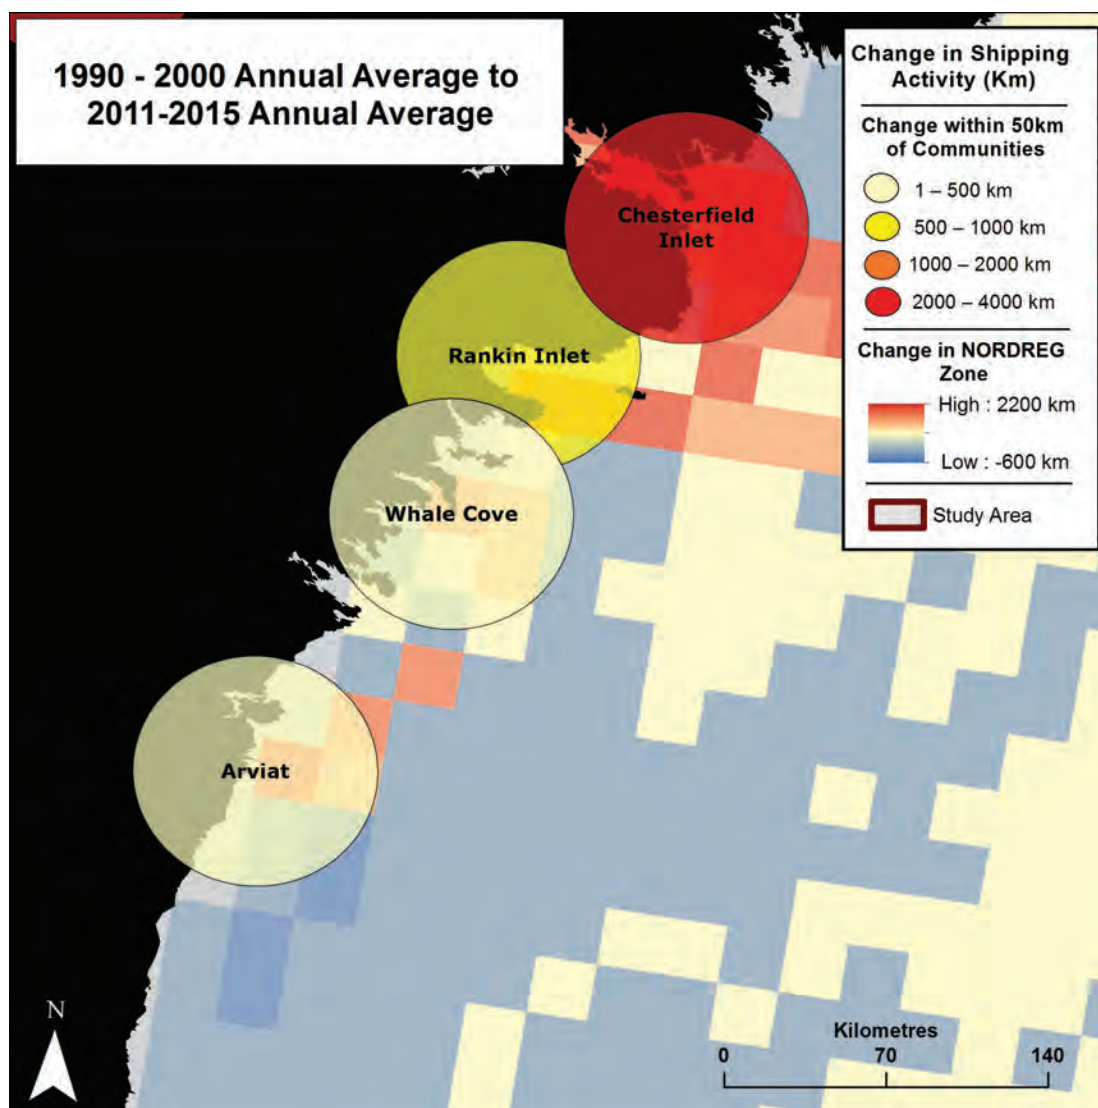 1990 - 2000 Annual Average to
2011-2015 Annual Average
Change in Shipping
Activity (Km)
Change within 50km
of Communities
1 – 500 km
500 – 1000 km
1000 – 2000 km
2000 – 4000 km
Change in NORDREG
Zone
High : 2200 km
Low : -600 km
Study Area
Chesterfield
Inlet
Rankin Inlet
Whale Cove
Arviat
N
Kilometres
0 70 140